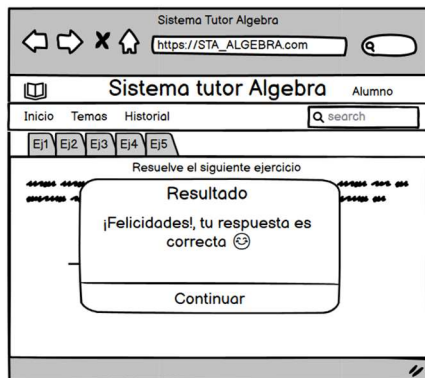 Sistema Tutor Algebra
https://STA_ALGEBRA.com
Sistema tutor Algebra
Alumno
Inicio Temas Historial
search
Ej1 Ej2 Ej3 Ej4 Ej5
Resuelve el siguiente ejercicio
Resultado
¡Felicidades!, tu respuesta es
correcta 😊
Continuar